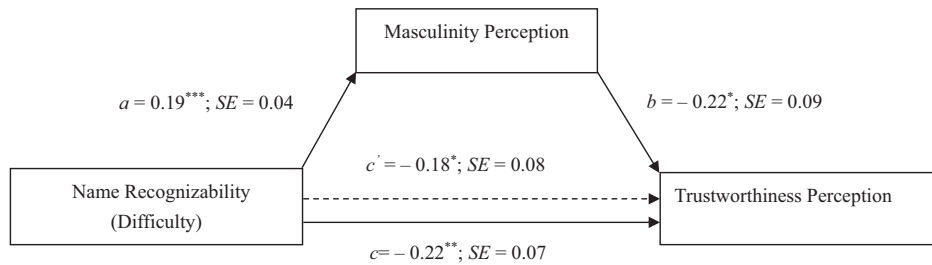 Masculinity Perception
a = 0.19***; SE = 0.04
b = – 0.22*; SE = 0.09
c' = – 0.18*; SE = 0.08
Name Recognizability
(Difficulty)
Trustworthiness Perception
c= – 0.22**; SE = 0.07